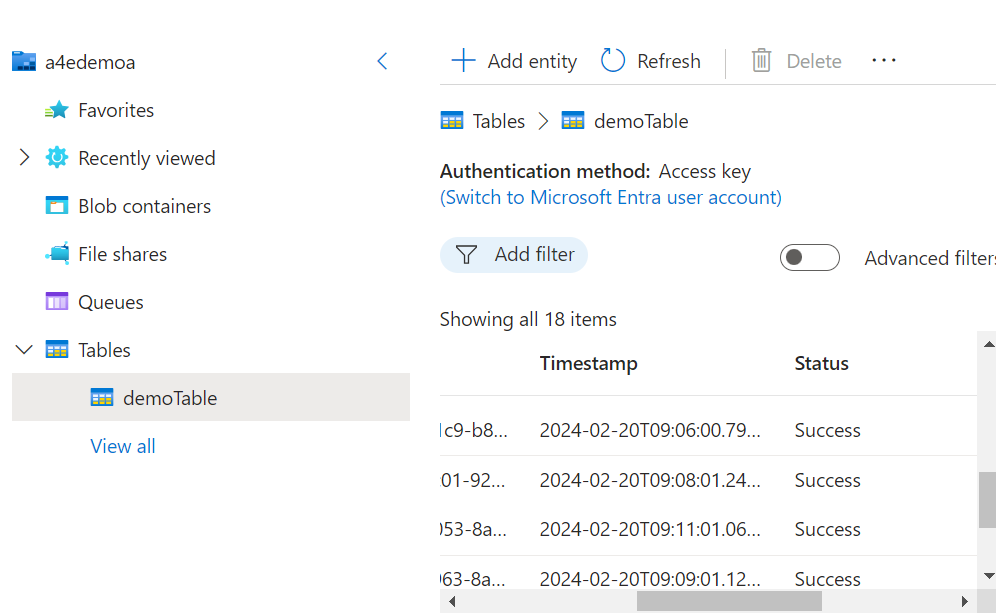 a4edemoa
Favorites
Recently viewed
Blob containers
File shares
Queues
Tables
demoTable
View all
Add entity Refresh Delete ...
Tables > demoTable
Authentication method: Access key
(Switch to Microsoft Entra user account)
Add filter Advanced filters
Showing all 18 items
Timestamp Status
1c9-b8... 2024-02-20T09:06:00.79... Success
01-92... 2024-02-20T09:08:01.24... Success
053-8a... 2024-02-20T09:11:01.06... Success
063-8a... 2024-02-20T09:09:01.12... Success